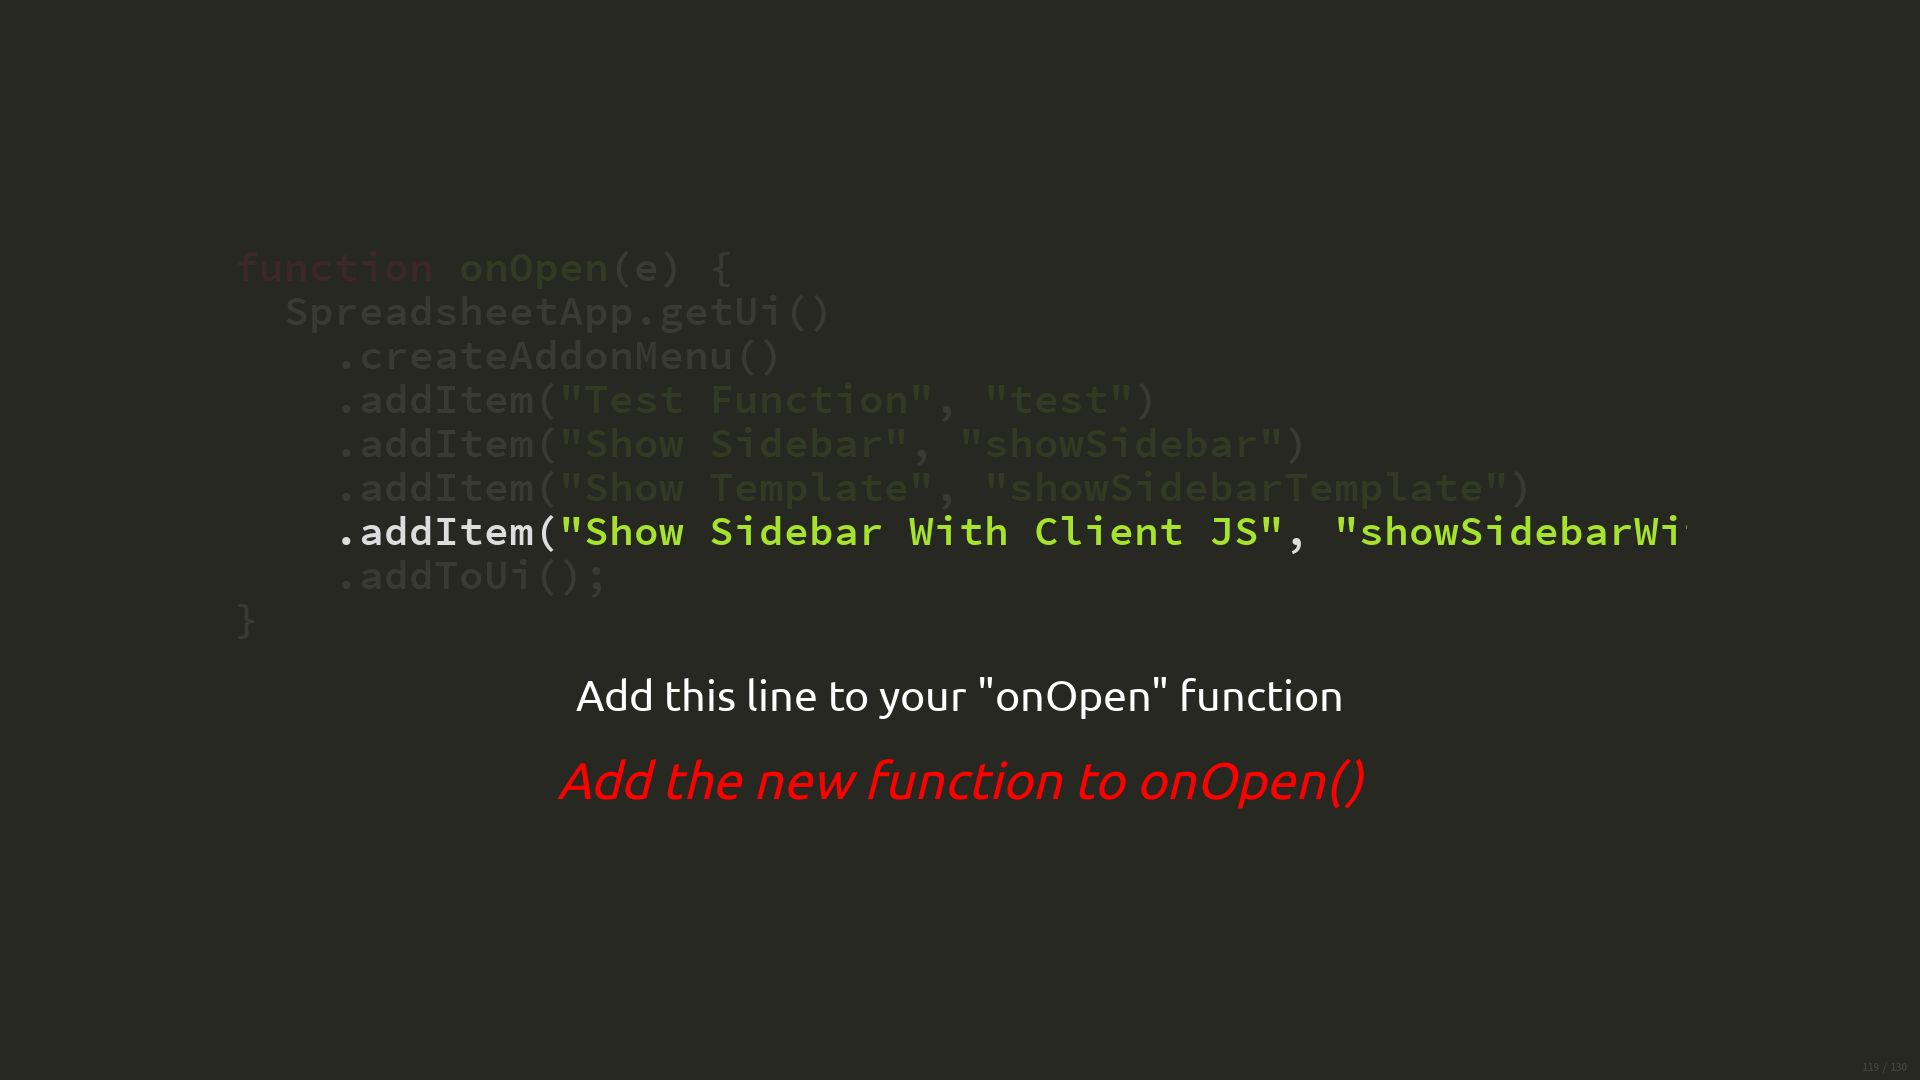 function onOpen(e) {
  SpreadsheetApp.getUi()
    .createAddonMenu()
    .addItem("Test Function", "test")
    .addItem("Show Sidebar", "showSidebar")
    .addItem("Show Template", "showSidebarTemplate")
    .addItem("Show Sidebar With Client JS", "showSidebarWi
    .addToUi();
}
Add this line to your "onOpen" function
Add the new function to onOpen()
119 / 130